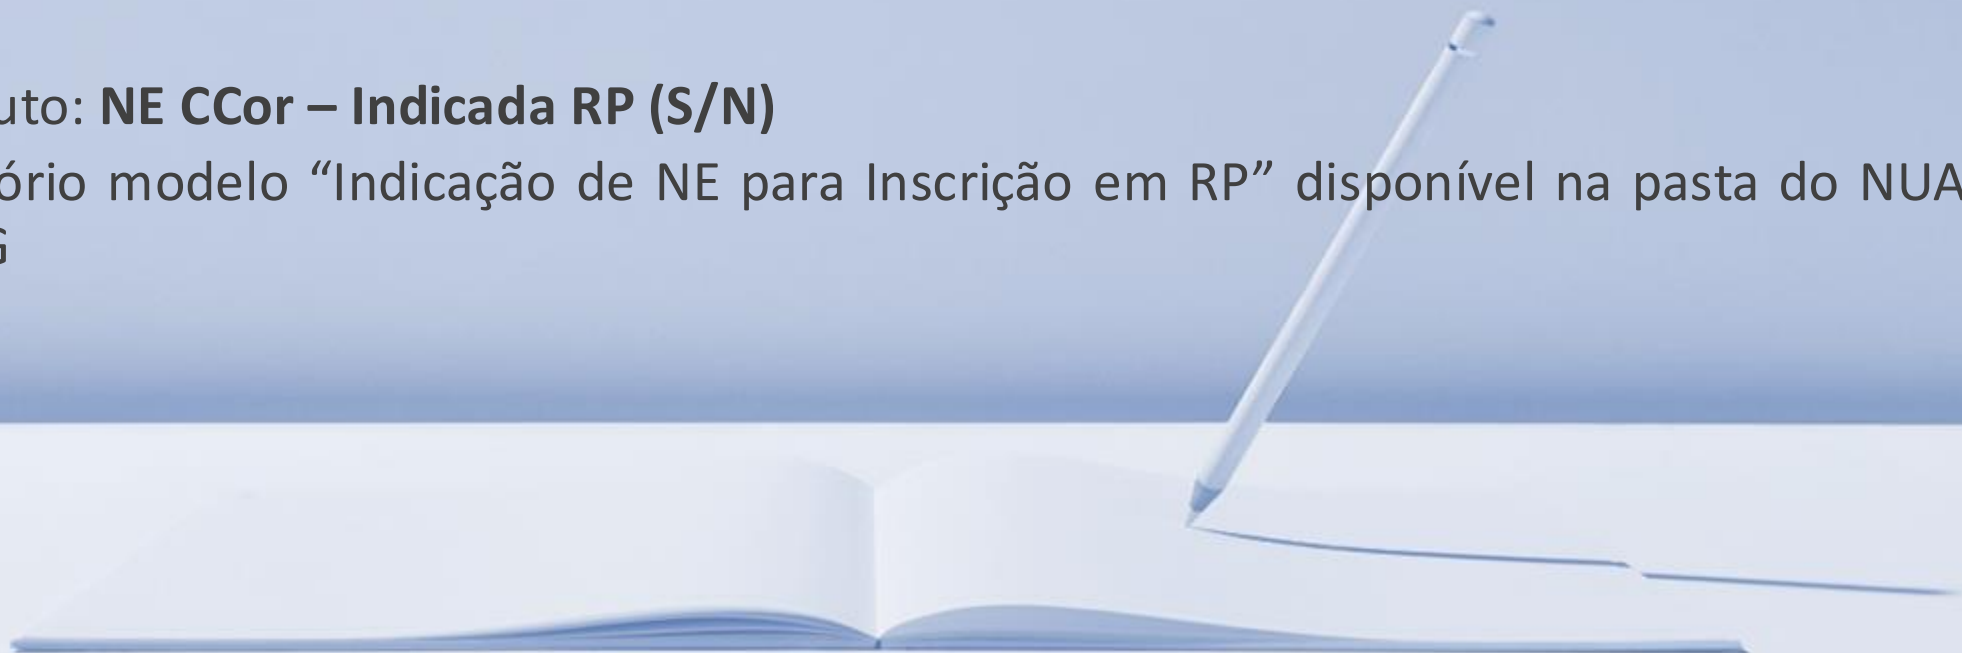 uto: NE CCor – Indicada RP (S/N)
ório modelo “Indicação de NE para Inscrição em RP” disponível na pasta do NUA
G